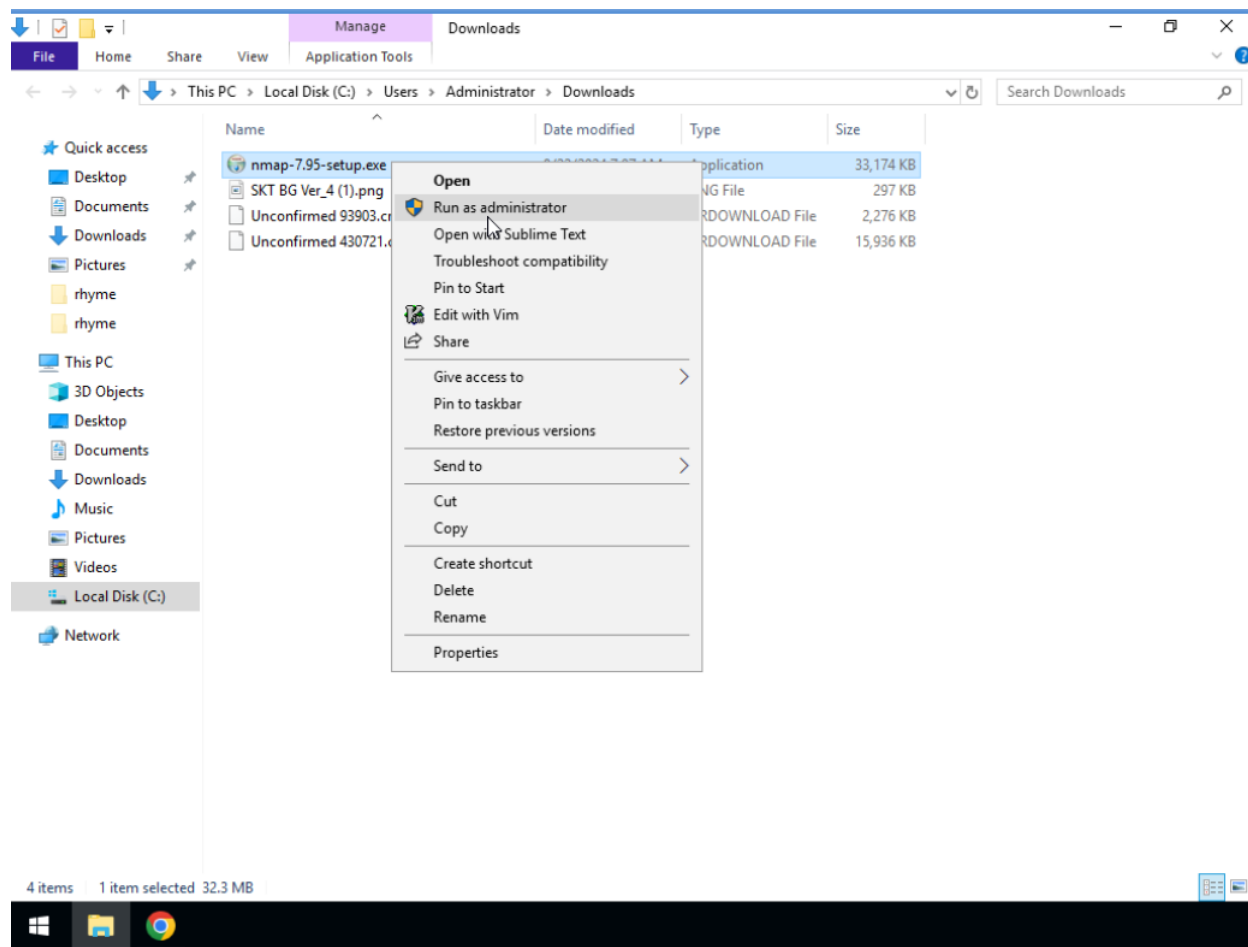 Manage Downloads
File Home Share View Application Tools
This PC Local Disk (C:) Users Administrator Downloads Search Downloads
Name Date modified Type Size
Quick access
Desktop
Documents
Downloads
Pictures
rhyme
rhyme
This PC
3D Objects
Desktop
Documents
Downloads
Music
Pictures
Videos
Local Disk (C:)
Network
nmap-7.95-setup.exe 33,174 KB
SKT BG Ver_4 (1).png NG File 297 KB
Unconfirmed 93903.cr RDOWNLOAD File 2,276 KB
Unconfirmed 430721. RDOWNLOAD File 15,936 KB
Open
Run as administrator
Open with Sublime Text
Troubleshoot compatibility
Pin to Start
Edit with Vim
Share
Give access to
Pin to taskbar
Restore previous versions
Send to
Cut
Copy
Create shortcut
Delete
Rename
Properties
4 items 1 item selected 32.3 MB